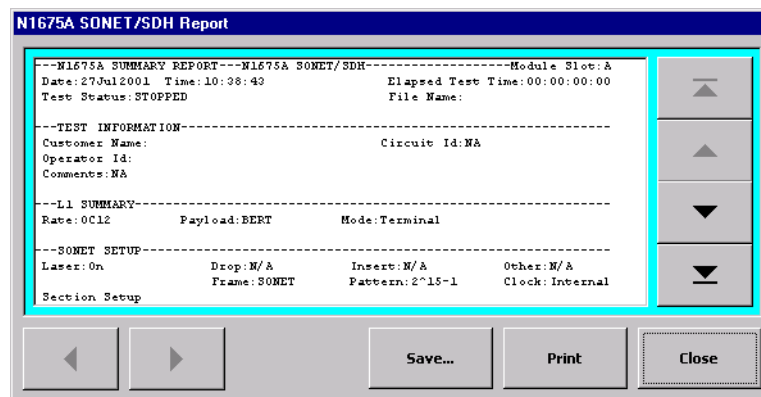 N1675A SONET/SDH Report
---N1675A SUMMARY REPORT---N1675A SONET/SDH------------------Module Slot:A
Date:27Jul2001 Time:10:38:43 Elapsed Test Time:00:00:00:00
Test Status:STOPPED File Name:
---TEST INFORMATION------------------------------------------------------
Customer Name: Circuit Id:NA
Operator Id:
Comments:NA
---L1 SUMMARY------------------------------------------------------------
Rate:OC12 Payload:BERT Mode:Terminal
---SONET SETUP-----------------------------------------------------------
Laser:On Drop:N/A Insert:N/A Other:N/A
Frame:SONET Pattern:2^15-1 Clock:Internal
Section Setup
Save... Print Close